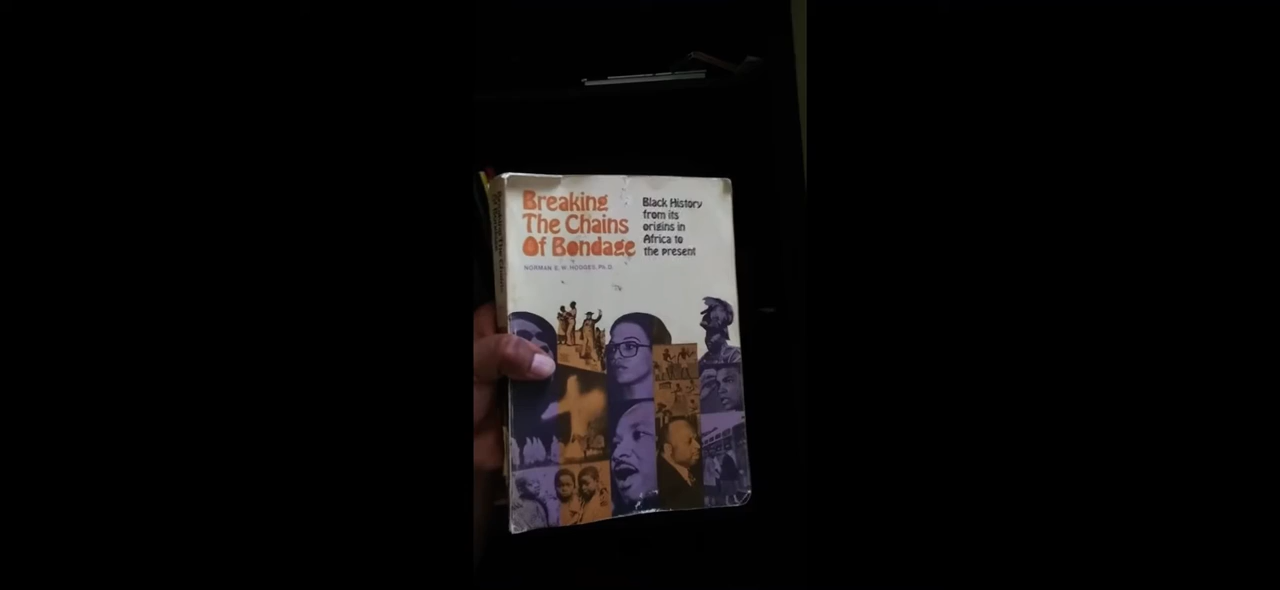 Breaking
The Chains
Of Bondage
NORMAN E. W. HODGES, Ph.D.
Black History
from its
origins in
Africa to
the present